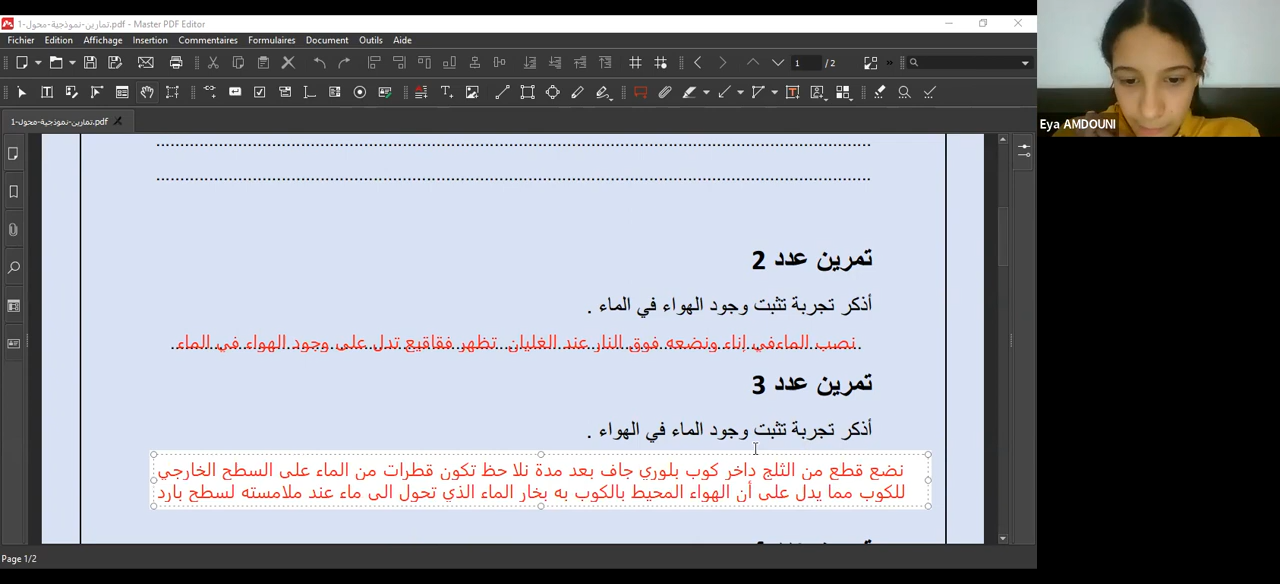 تمارين-نموذجية-محول-1.pdf - Master PDF Editor
Fichier Edition Affichage Insertion Commentaires Formulaires Document Outils Aide
1 / 2
تمارين-نموذجية-محول-1.pdf
Eya AMDOUNI
تمرين عدد 2
أذكر تجربة تثبت وجود الهواء في الماء .
نصب الماءفي إناء ونضعه فوق النار عند الغليان تظهر فقاقيع تدل على وجود الهواء في الماء
تمرين عدد 3
أذكر تجربة تثبت وجود الماء في الهواء .
نضع قطع من الثلج داخر كوب بلوري جاف بعد مدة نلا حظ تكون قطرات من الماء على السطح الخارجي
للكوب مما يدل على أن الهواء المحيط بالكوب به بخار الماء الذي تحول الى ماء عند ملامسته لسطح بارد
Page 1/2